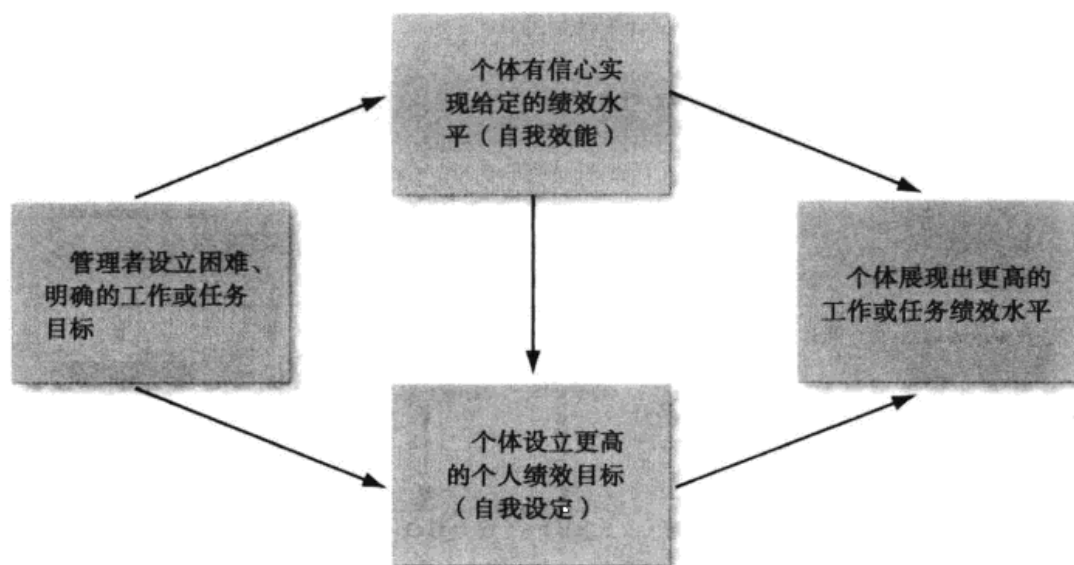 个体有信心实
现给定的绩效水
平（自我效能）
管理者设立困难、
明确的工作或任务
目标
个体展现出更高的
工作或任务绩效水平
个体设立更高
的个人绩效目标
（自我设定）